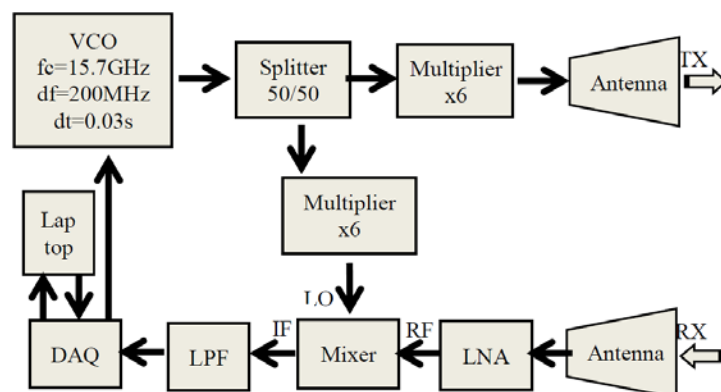 VCO
fc=15.7GHz
df=200MHz
dt=0.03s
Splitter
50/50
Multiplier
x6
Antenna
TX
Multiplier
x6
Lap
top
LO
DAQ
LPF
IF
Mixer
RF
LNA
Antenna
RX